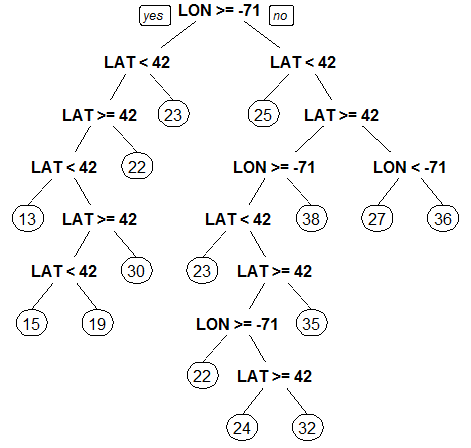 yes LON >= -71 no
LAT < 42 LAT < 42
LAT >= 42 23 25 LAT >= 42
LAT < 42 22 LON >= -71 LON < -71
13 LAT >= 42 LAT < 42 38 27 36
LAT < 42 30 23 LAT >= 42
15 19 LON >= -71 35
22 LAT >= 42
24 32